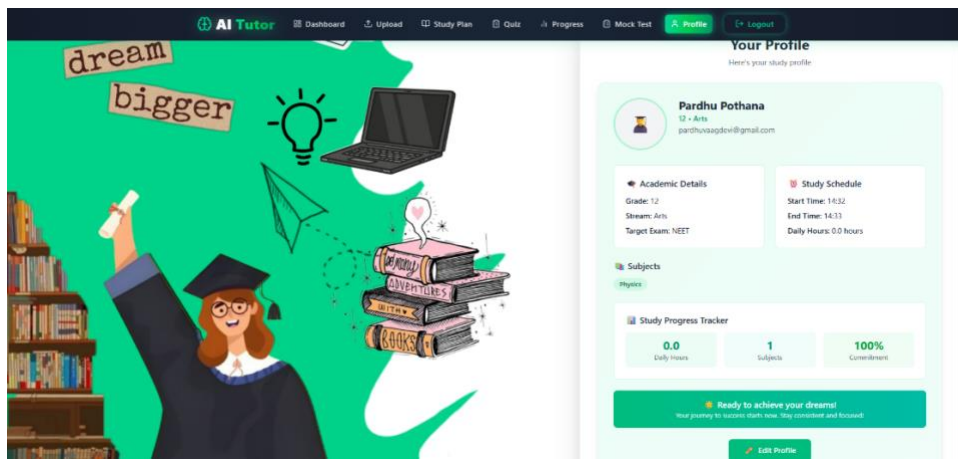 AI Tutor
Dashboard
Upload
Study Plan
Quiz
Progress
Mock Test
Profile
Logout
dream
bigger
ADVENTURES
WITH
BOOKS
Your Profile
Here's your study profile
Pardhu Pothana
12 • Arts
pardhuvaagdevi@gmail.com
Academic Details
Grade: 12
Stream: Arts
Target Exam: NEET
Study Schedule
Start Time: 14:32
End Time: 14:33
Daily Hours: 0.0 hours
Subjects
Physics
Study Progress Tracker
0.0
Daily Hours
1
Subjects
100%
Commitment
Ready to achieve your dreams!
Your journey to success starts now. Stay consistent and focused!
Edit Profile